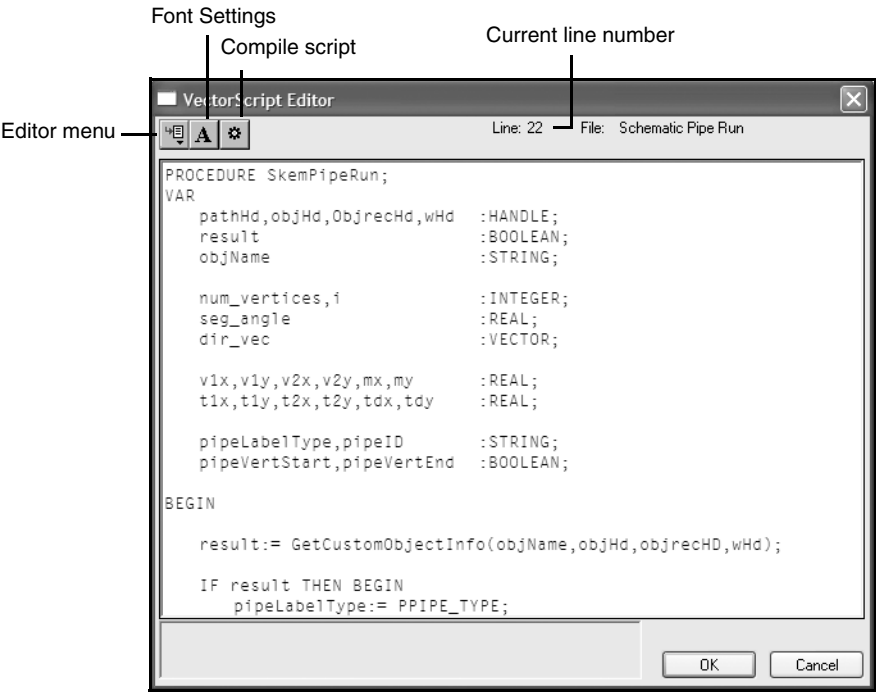 Font Settings
Compile script
Current line number
VectorScript Editor
Editor menu
A
Line: 22 File: Schematic Pipe Run
PROCEDURE SkemPipeRun;
VAR
pathHd,objHd,ObjrecHd,wHd :HANDLE;
result :BOOLEAN;
objName :STRING;
num_vertices,i :INTEGER;
seg_angle :REAL;
dir_vec :VECTOR;
v1x,v1y,v2x,v2y,mx,my :REAL;
t1x,t1y,t2x,t2y,tdx,tdy :REAL;
pipeLabelType,pipeID :STRING;
pipeVertStart,pipeVertEnd :BOOLEAN;
BEGIN
result:= GetCustomObjectInfo(objName,objHd,objrecHD,wHd);
IF result THEN BEGIN
pipeLabelType:= PPIPE_TYPE;
OK Cancel